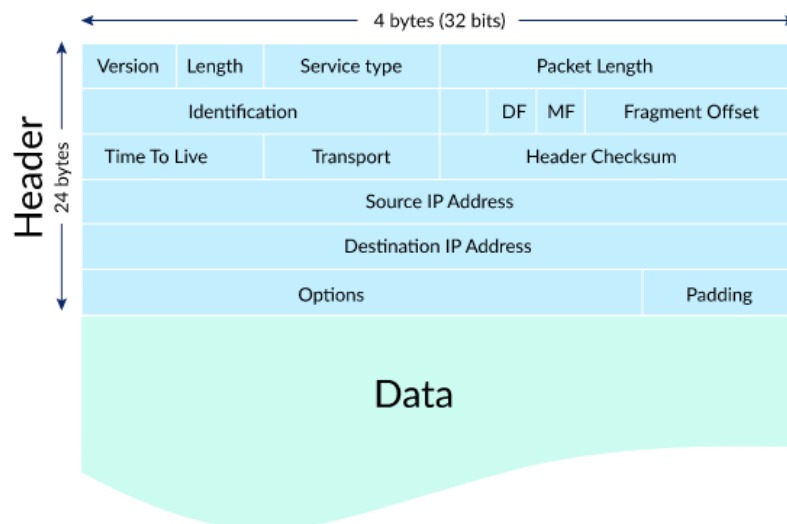 4 bytes (32 bits)
Version Length Service type Packet Length
Identification DF MF Fragment Offset
Time To Live Transport Header Checksum
Source IP Address
Destination IP Address
Options Padding
Header
24 bytes
Data